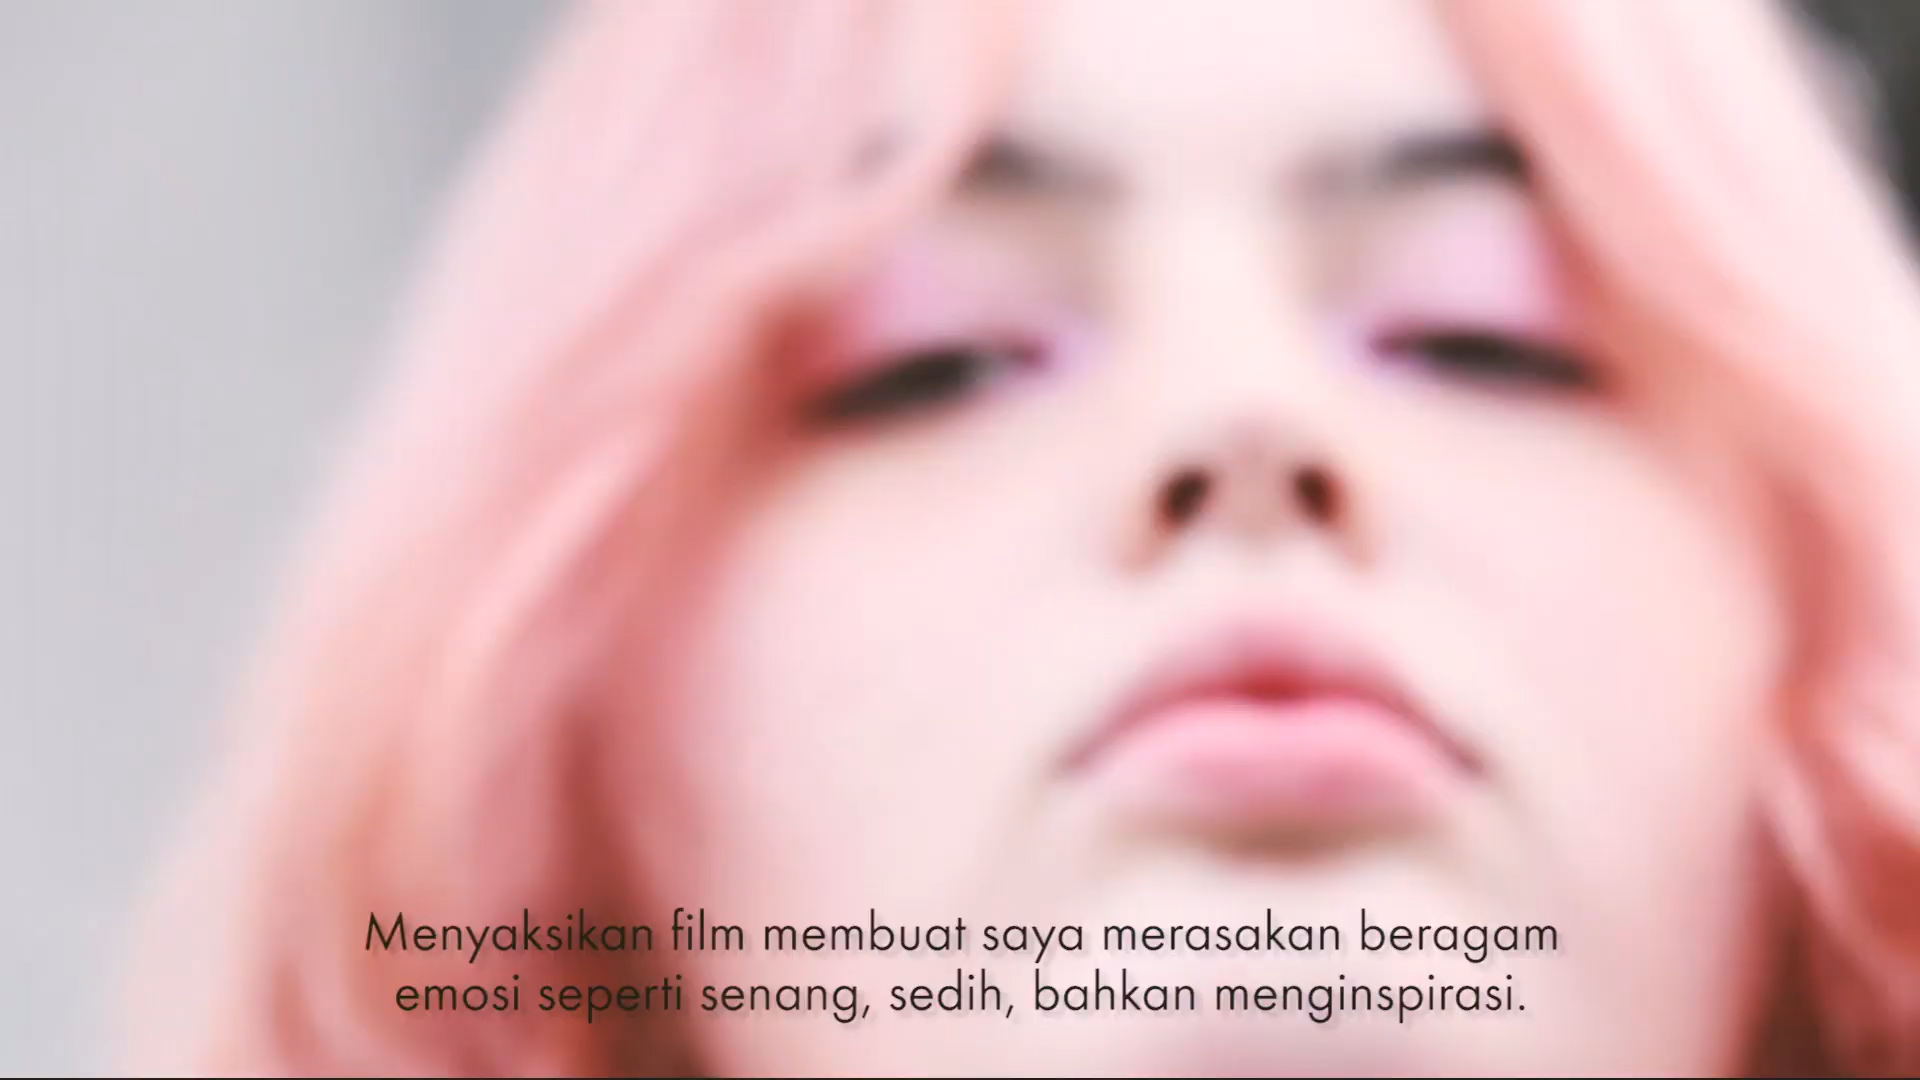 Menyaksikan film membuat saya merasakan beragam
emosi seperti senang, sedih, bahkan menginspirasi.